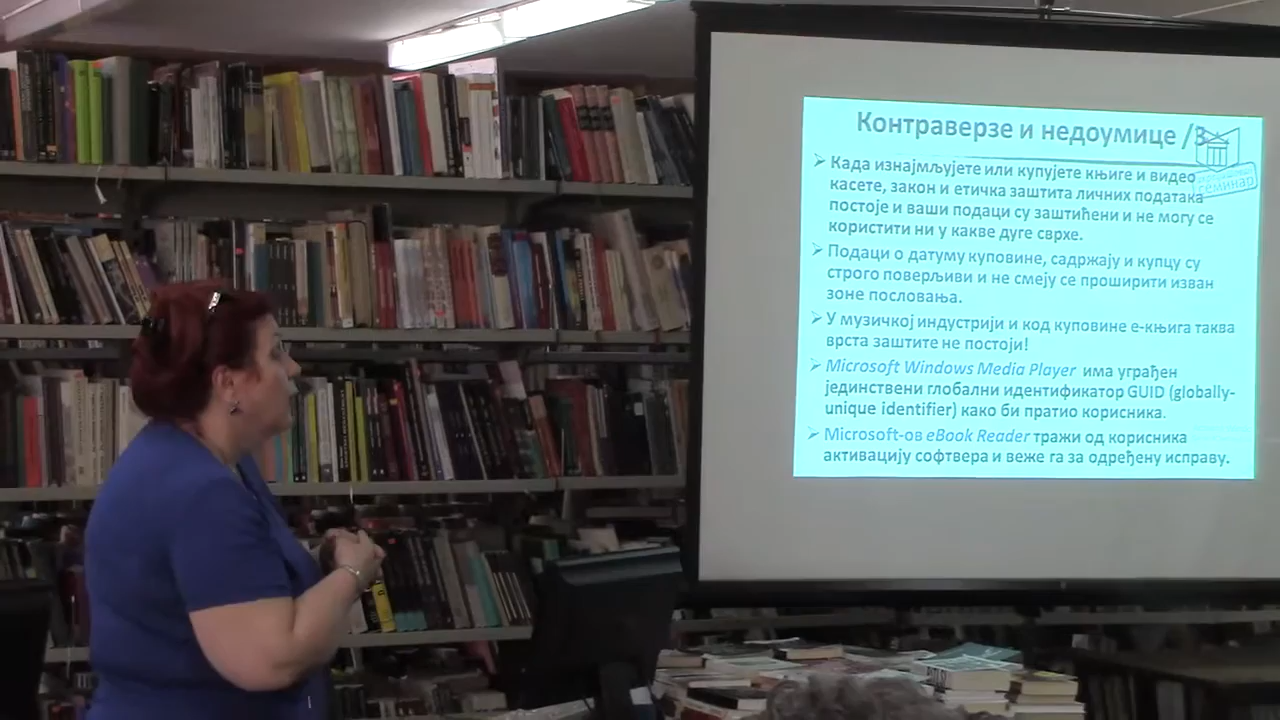 Контраверзе и недоумице /3
Када изнајмљујете или купујете књиге и видео
касете, закон и етичка заштита личних података
постоје и ваши подаци су заштићени и не могу се
користити ни у какве дуге сврхе.
Подаци о датуму куповине, садржају и купцу су
строго поверљиви и не смеју се проширити изван
зоне пословања.
У музичкој индустрији и код куповине е-књига таква
врста заштите не постоји!
Microsoft Windows Media Player има уграђен
јединствени глобални идентификатор GUID (globally-
unique identifier) како би пратио корисника.
Microsoft-ов eBook Reader тражи од корисника
активацију софтвера и веже га за одређену исправу.
семинар